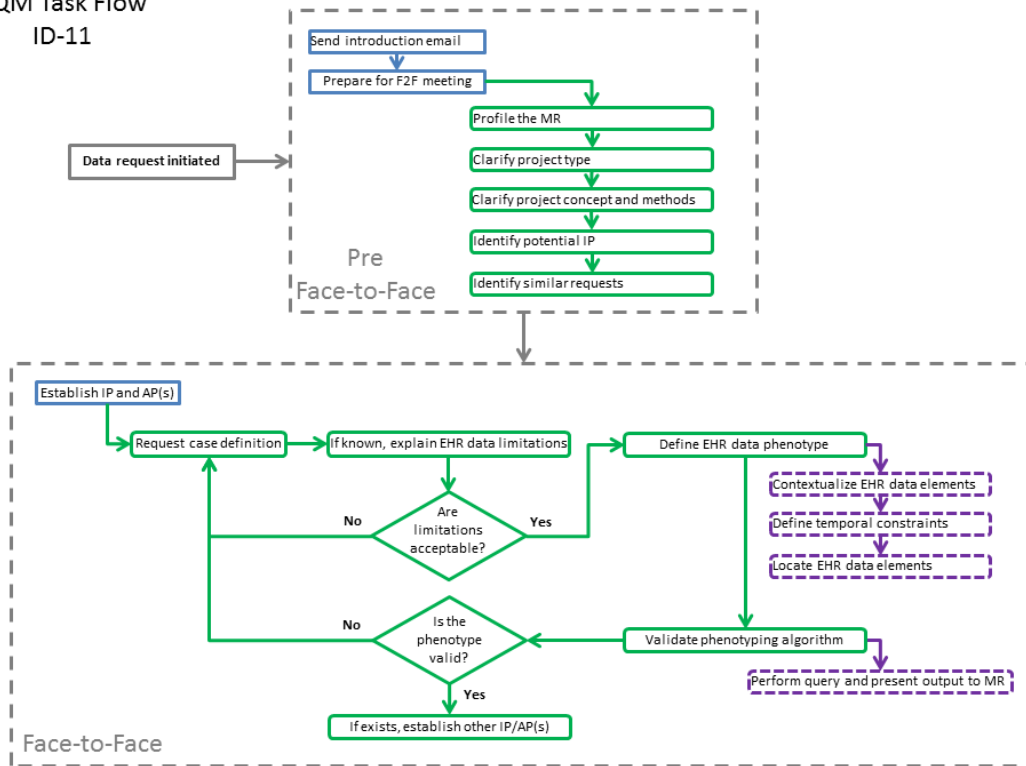 QM Task Flow
ID-11
Send introduction email
Prepare for F2F meeting
Profile the MR
Data request initiated
Clarify project type
Clarify project concept and methods
Identify potential IP
Identify similar requests
Pre
Face-to-Face
Establish IP and AP(s)
Request case definition
If known, explain EHR data limitations
Define EHR data phenotype
Contextualize EHR data elements
Define temporal constraints
Locate EHR data elements
No
Are
limitations
acceptable?
Yes
No
Is the
phenotype
valid?
Validate phenotyping algorithm
Perform query and present output to MR
Yes
If exists, establish other IP/AP(s)
Face-to-Face